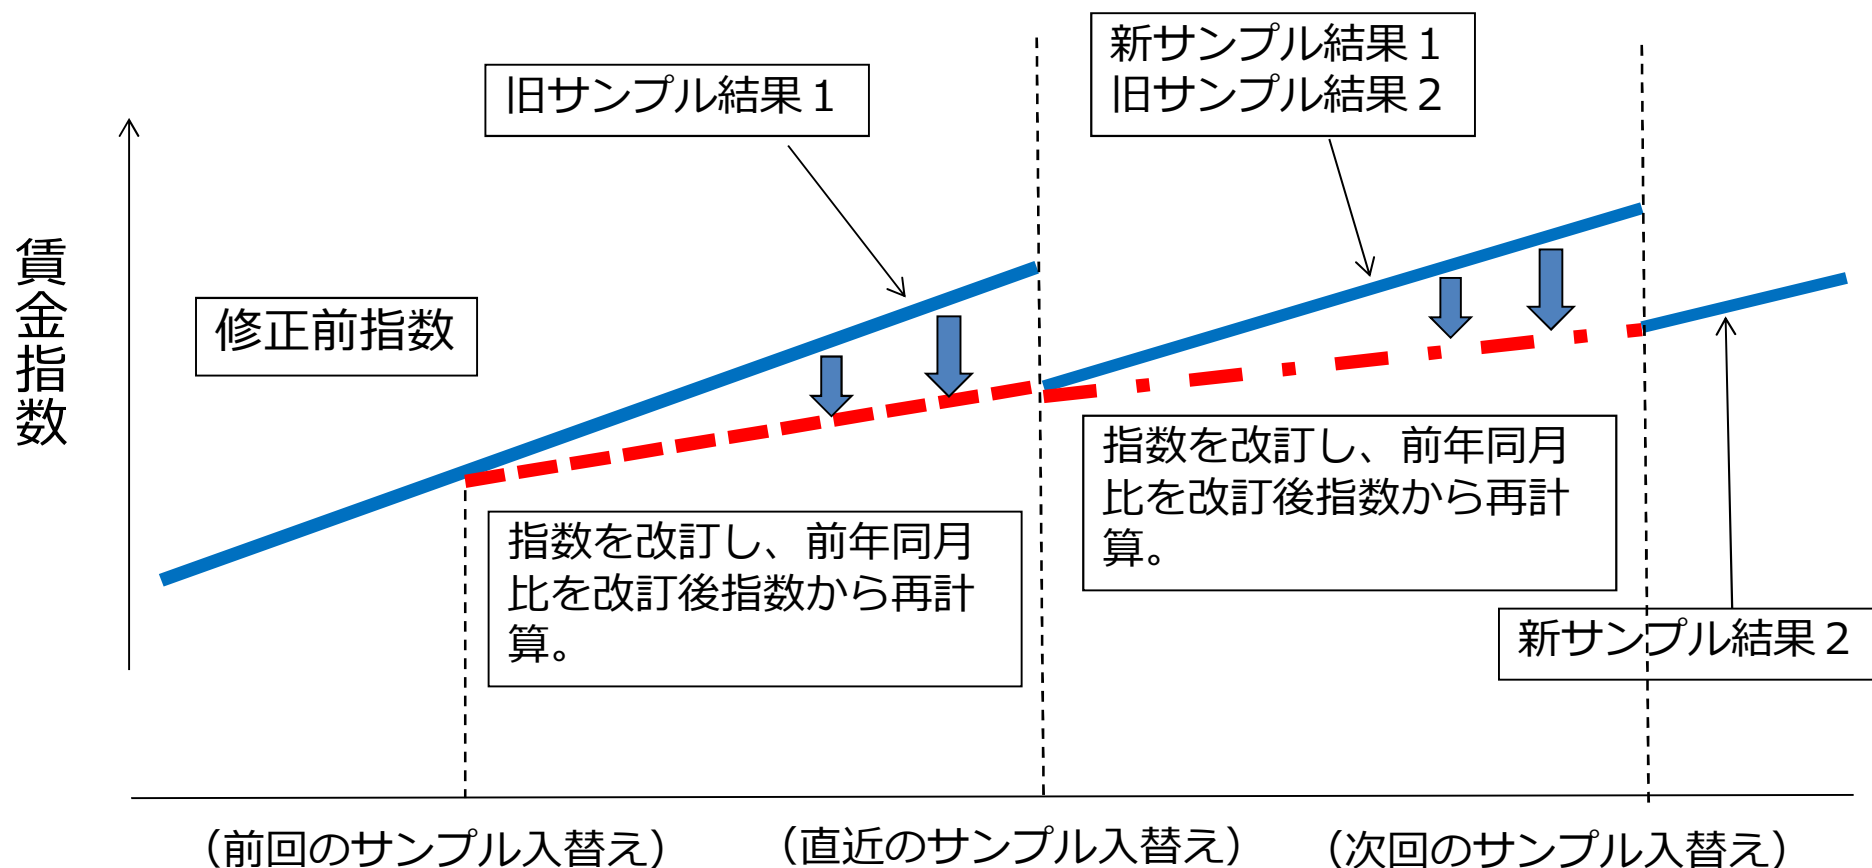 新サンプル結果１
旧サンプル結果２
旧サンプル結果１
賃金指数
修正前指数
指数を改訂し、前年同月
比を改訂後指数から再計
算。
指数を改訂し、前年同月
比を改訂後指数から再計
算。
新サンプル結果２
（前回のサンプル入替え）
（直近のサンプル入替え）
（次回のサンプル入替え）